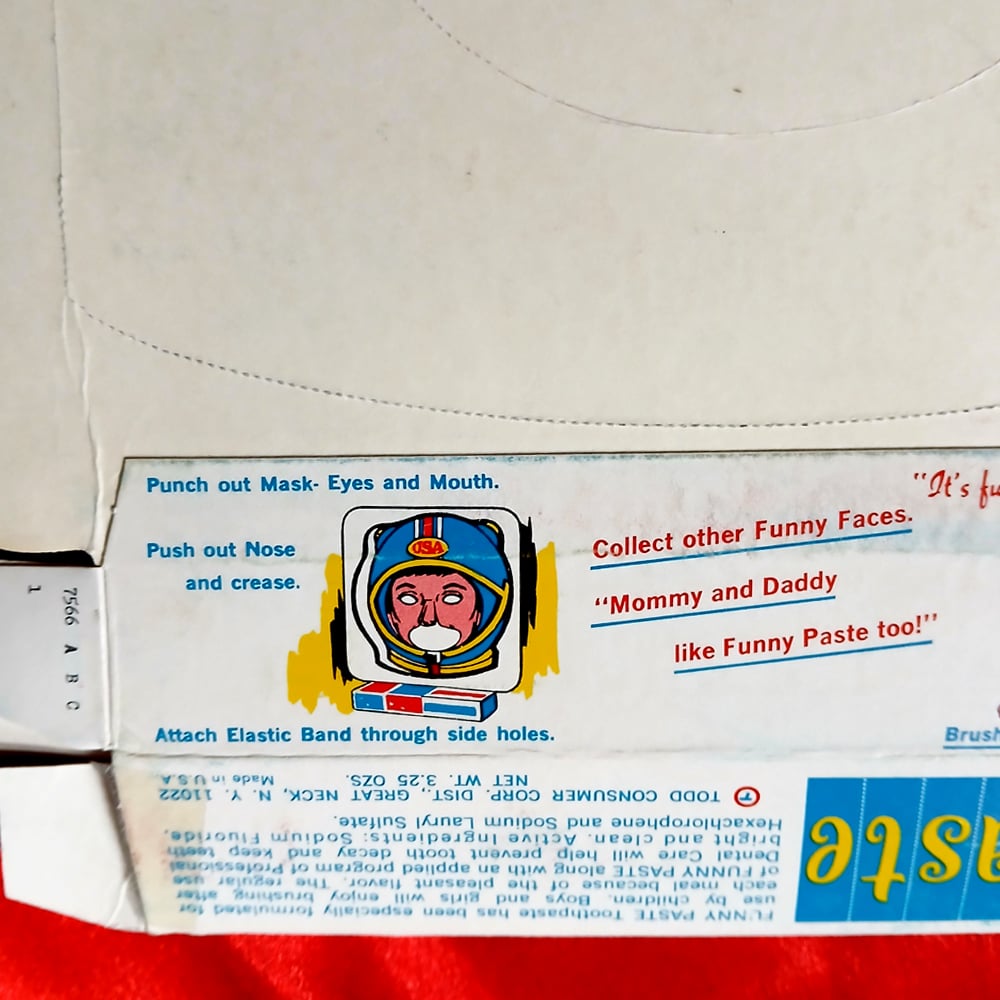 Punch out Mask- Eyes and Mouth.
Push out Nose
and crease.
USA
Attach Elastic Band through side holes.
"It's fu
Collect other Funny Faces.
"Mommy and Daddy
like Funny Paste too!"
Brush
7566 A B C
1
FUNNY PASTE Toothpaste has been especially formulated for
use by children. Boys and girls will enjoy brushing after
each meal because of the pleasant flavor. The regular use
of FUNNY PASTE along with an applied program of Professional
Dental Care will help prevent tooth decay and keep teeth
bright and clean. Active Ingredients: Sodium Fluoride,
Hexachlorophene and Sodium Lauryl Sulfate.
T TODD CONSUMER CORP. DIST., GREAT NECK, N. Y. 11022
NET WT. 3.25 OZS. Made in U.S.A
aste